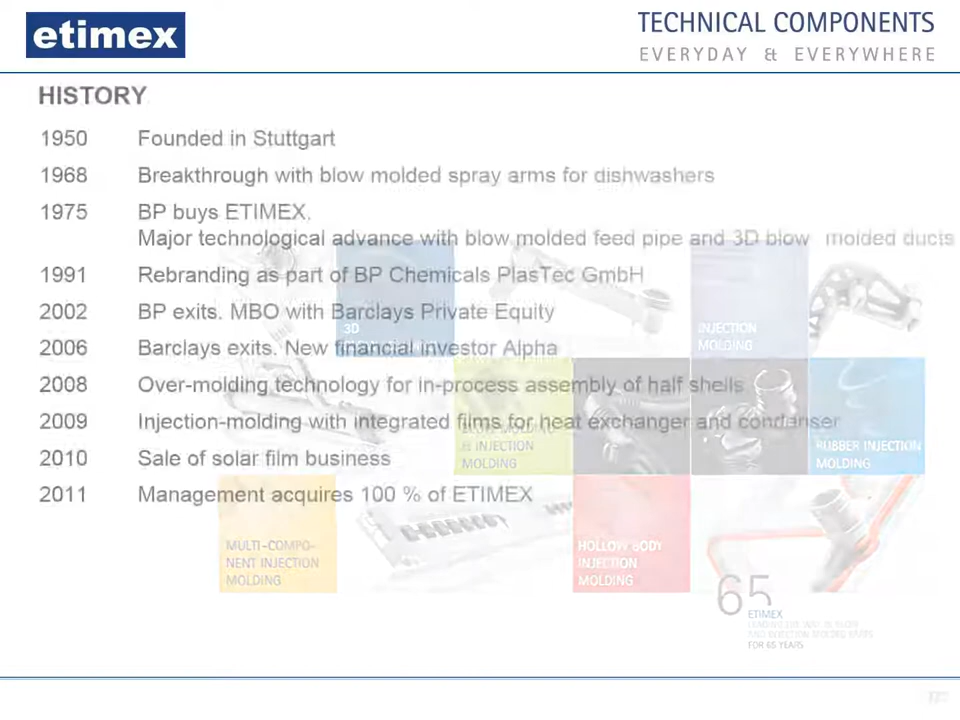 etimex
TECHNICAL COMPONENTS
EVERYDAY & EVERYWHERE
HISTORY
1950 Founded in Stuttgart
1968 Breakthrough with blow molded spray arms for dishwashers
1975 BP buys ETIMEX.
Major technological advance with blow molded feed pipe and 3D blow molded ducts
1991 Rebranding as part of BP Chemicals PlasTec GmbH
2002 BP exits. MBO with Barclays Private Equity
2006 Barclays exits. New financial investor Alpha
2008 Over-molding technology for in-process assembly of half shells
2009 Injection-molding with integrated films for heat exchanger and condenser
2010 Sale of solar film business
2011 Management acquires 100 % of ETIMEX
3D
INJECTION
MOLDING
& INJECTION
MOLDING
RUBBER INJECTION
MOLDING
MULTI-COMPO-
NENT INJECTION
MOLDING
HOLLOW BODY
INJECTION
MOLDING
65
ETIMEX
AND INJECTION MOLDED PARTS
FOR 65 YEARS